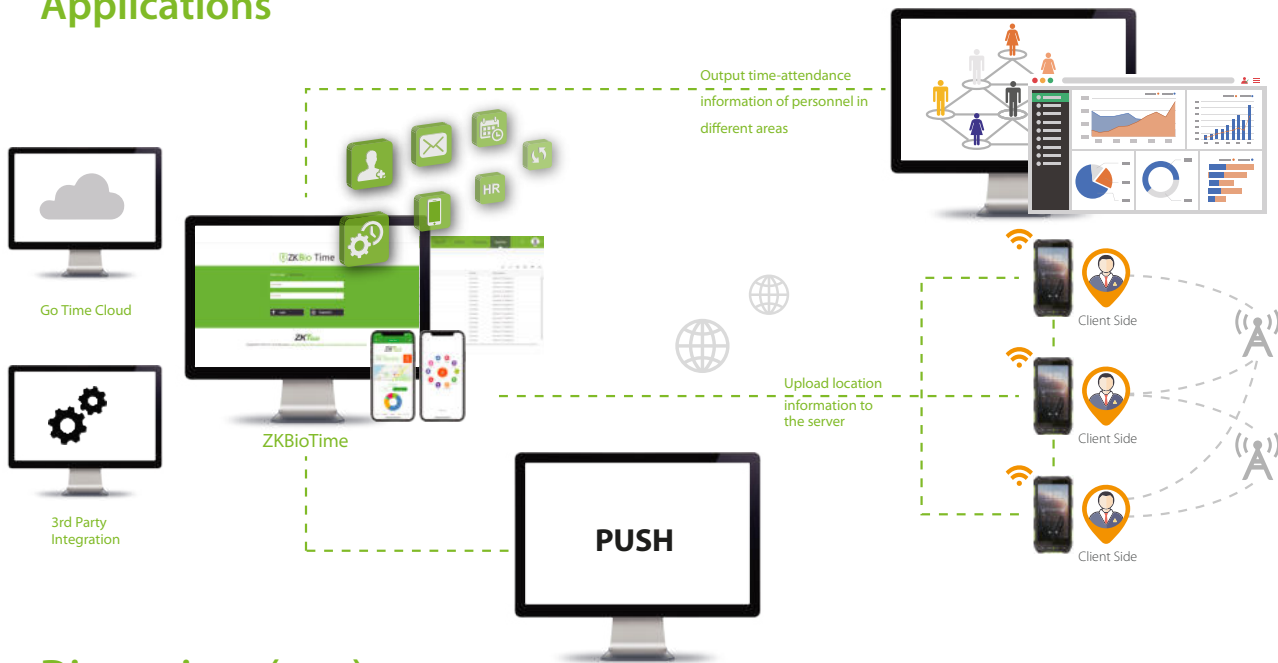 Applications
Output time-attendance
information of personnel in
different areas
HR
ZKBio Time
ZKTeco
Go Time Cloud
ZKBioTime
3rd Party
Integration
PUSH
Upload location
information to
the server
Client Side
Client Side
Client Side